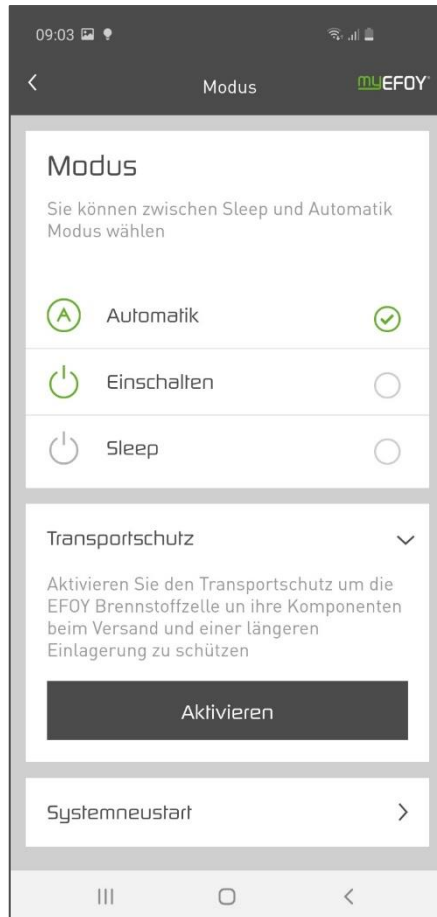 09:03
Modus
myEFOY
Modus
Sie können zwischen Sleep und Automatik
Modus wählen
Automatik
Einschalten
Sleep
Transportschutz
Aktivieren Sie den Transportschutz um die
EFOY Brennstoffzelle un ihre Komponenten
beim Versand und einer längeren
Einlagerung zu schützen
Aktivieren
Systemneustart